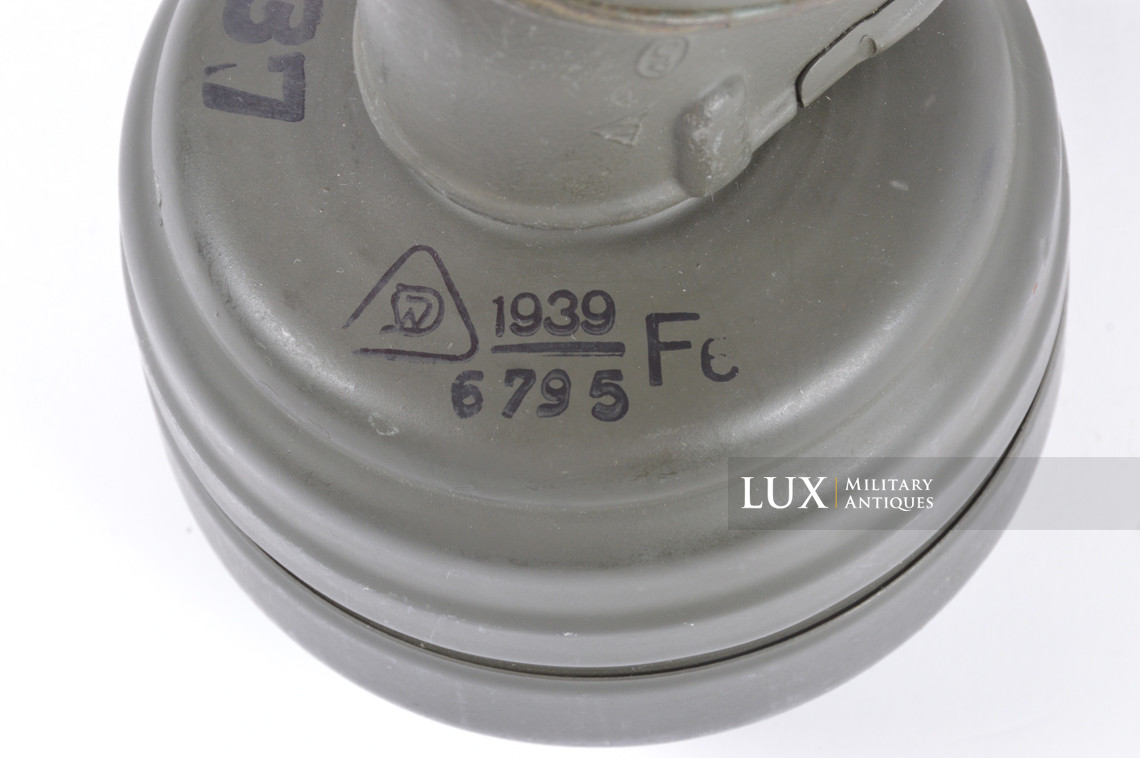 37
1939
6795
Fe
LUX MILITARY
ANTIQUES